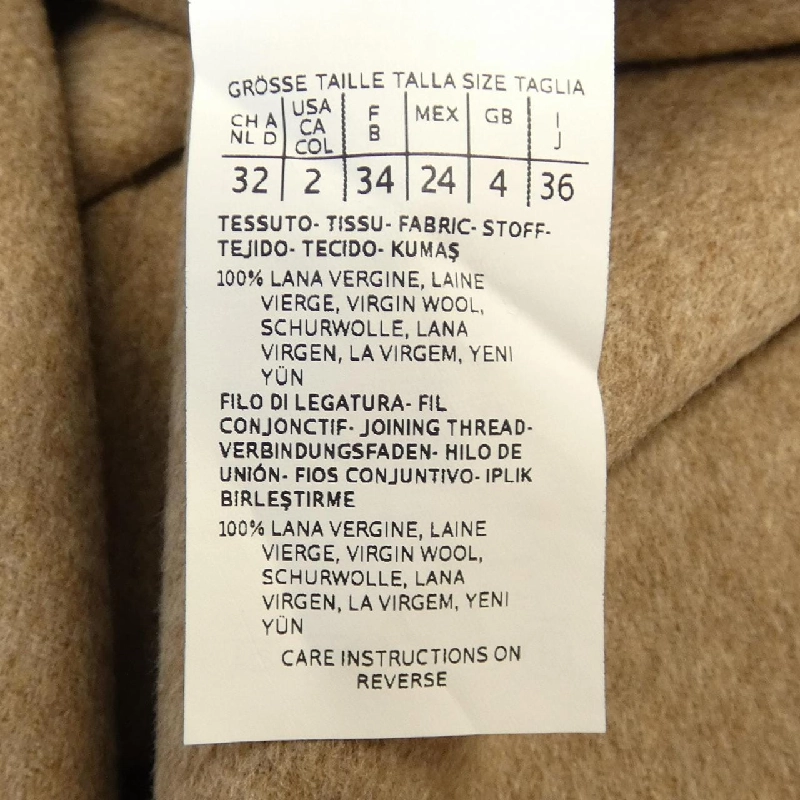 GRÖSSE TAILLE TALLA SIZE TAGLIA
CH A NL D USA CA COL F B MEX GB I J
32 2 34 24 4 36
TESSUTO- TISSU- FABRIC- STOFF-
TEJIDO- TECIDO- KUMAŞ
100% LANA VERGINE, LAINE
VIERGE, VIRGIN WOOL,
SCHURWOLLE, LANA
VIRGEN, LA VIRGEM, YENI
YÜN
FILO DI LEGATURA- FIL
CONJONCTIF- JOINING THREAD-
VERBINDUNGSFADEN- HILO DE
UNIÓN- FIOS CONJUNTIVO- IPLIK
BIRLEŞTIRME
100% LANA VERGINE, LAINE
VIERGE, VIRGIN WOOL,
SCHURWOLLE, LANA
VIRGEN, LA VIRGEM, YENI
YÜN
CARE INSTRUCTIONS ON
REVERSE